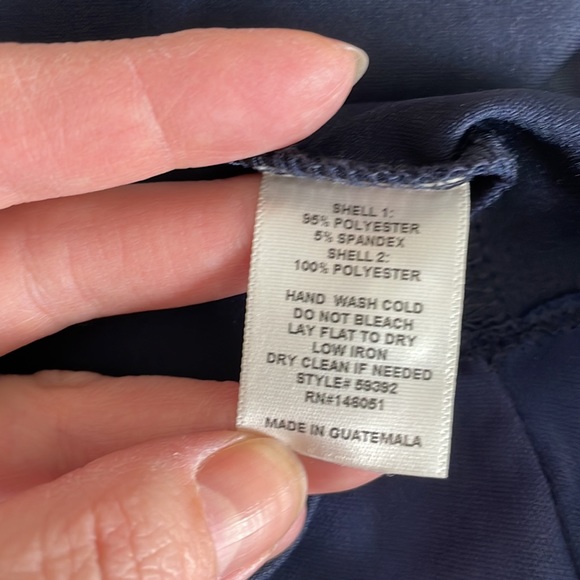 SHELL 1:
95% POLYESTER
5% SPANDEX
SHELL 2:
100% POLYESTER
HAND WASH COLD
DO NOT BLEACH
LAY FLAT TO DRY
LOW IRON
DRY CLEAN IF NEEDED
STYLE# 59392
RN#146051
MADE IN GUATEMALA